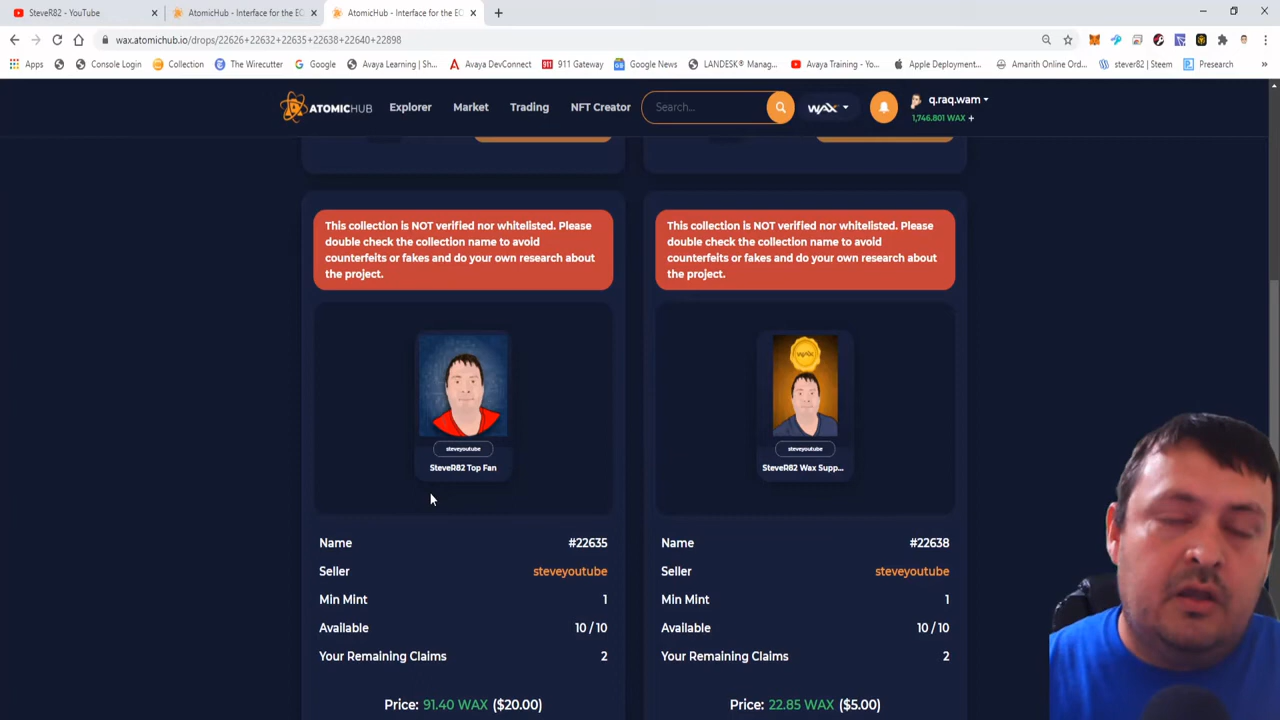 SteveR82 - YouTube
AtomicHub - Interface for the EO
AtomicHub - Interface for the EC
wax.atomichub.io/drops/22626+22632+22635+22638+22640+22898
Apps
Console Login
Collection
The Wirecutter
Google
Avaya Learning | Sh...
Avaya DevConnect
911 Gateway
Google News
LANDESK® Manag...
Avaya Training - Yo...
Apple Deployment...
Amarith Online Ord...
stever82 | Steem
Presearch
ATOMICHUB
Explorer
Market
Trading
NFT Creator
Search...
WAX
q.raq.wam
1,746.801 WAX +
This collection is NOT verified nor whitelisted. Please
double check the collection name to avoid
counterfeits or fakes and do your own research about
the project.
This collection is NOT verified nor whitelisted. Please
double check the collection name to avoid
counterfeits or fakes and do your own research about
the project.
steveyoutube
SteveR82 Top Fan
WAX
steveyoutube
SteveR82 Wax Supp...
Name #22635
Seller steveyoutube
Min Mint 1
Available 10 / 10
Your Remaining Claims 2
Price: 91.40 WAX ($20.00)
Name #22638
Seller steveyoutube
Min Mint 1
Available 10 / 10
Your Remaining Claims 2
Price: 22.85 WAX ($5.00)